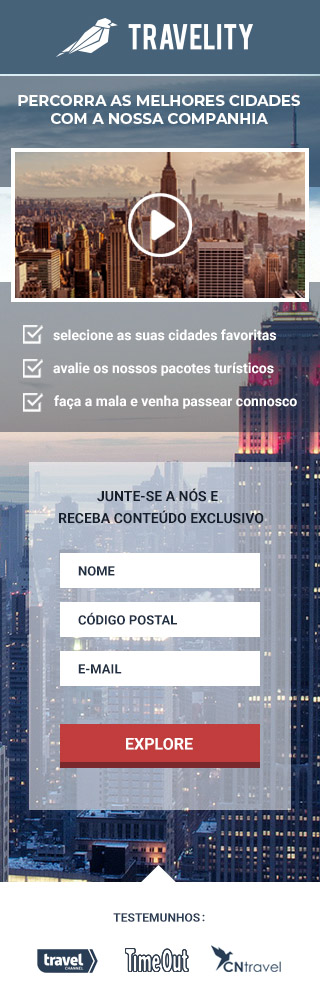 TRAVELITY
PERCORRA AS MELHORES CIDADES
COM A NOSSA COMPANHIA
selecione as suas cidades favoritas
avalie os nossos pacotes turísticos
faça a mala e venha passear connosco
JUNTE-SE A NÓS E
RECEBA CONTEÚDO EXCLUSIVO
NOME
CÓDIGO POSTAL
E-MAIL
EXPLORE
TESTEMUNHOS:
travel
CHANNEL
TimeOut
CNtravel